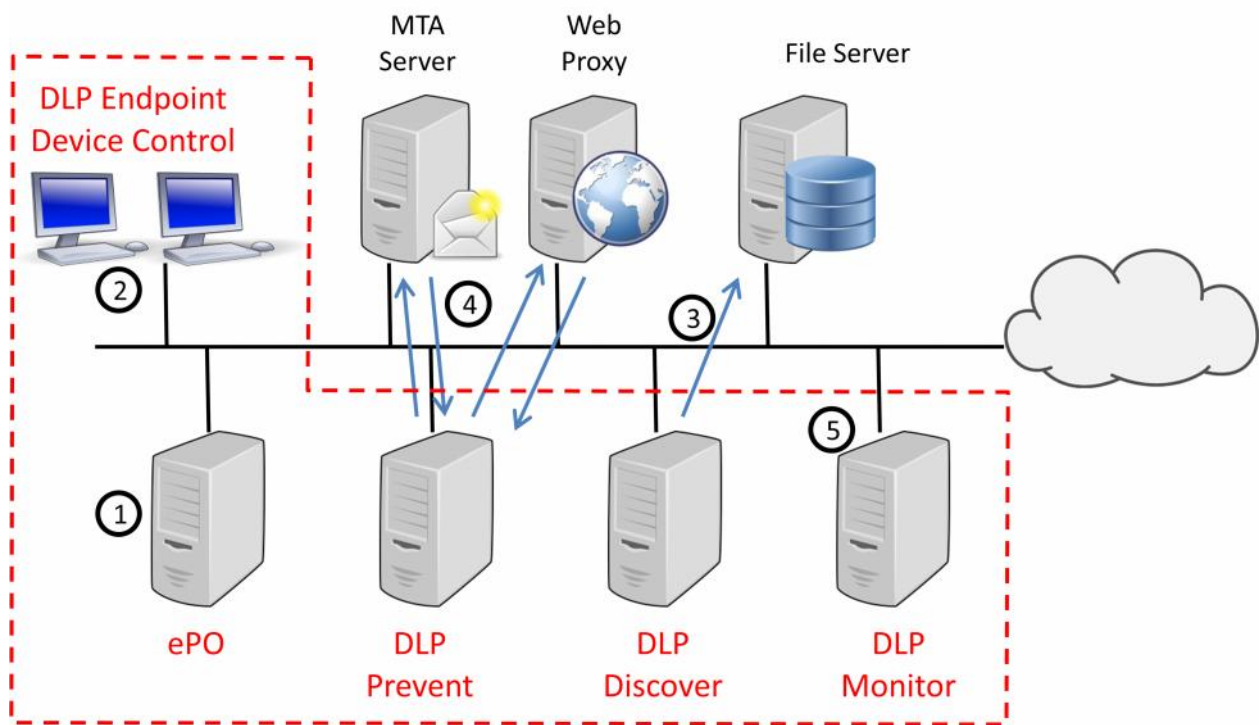 MTA
Server
Web
Proxy
File Server
DLP Endpoint
Device Control
2
4
3
5
1
ePO
DLP
Prevent
DLP
Discover
DLP
Monitor